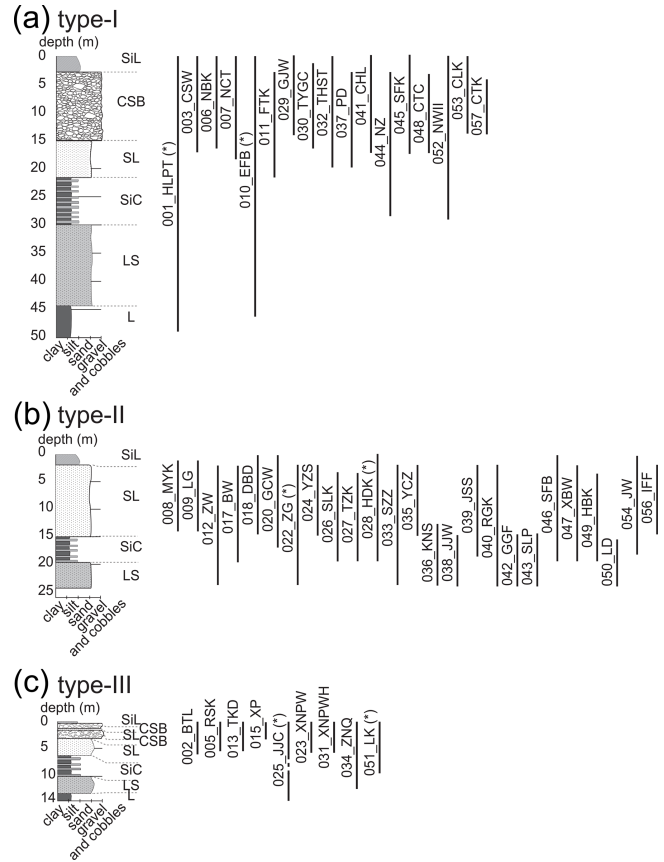 (a) type-I
depth (m)
0
5
10
15
20
25
30
35
40
45
50
SiL
CSB
SL
SiC
LS
L
clay
silt
sand
gravel
and cobbles
001_HLPT (*)
003_CSW
006_NBK
007_NCT
010_EFB (*)
011_FTK
029_GJW
030_TYGC
032_THST
037_PD
041_CHL
044_NZ
045_SFK
048_CTC
052_NWII
053_CLK
057_CTK
(b) type-II
depth (m)
0
5
10
15
20
25
SiL
SL
SiC
LS
clay
silt
sand
gravel
and cobbles
008_MYK
009_LG
012_ZW
017_BW
018_DBD
020_GCW
022_ZG (*)
024_YZS
026_SLK
027_TZK
028_HDK (*)
033_SZZ
035_YCZ
036_KNS
038_JJW
039_JSS
040_RGK
042_GGF
043_SLP
046_SFB
047_XBW
049_HBK
050_LD
054_JW
056_IFF
(c) type-III
depth (m)
0
5
10
14
SiL
CSB
SL
CSB
SL
SiC
LS
L
clay
silt
sand
gravel
and cobbles
002_BTL
005_RSK
013_TKD
015_XP
025_JJC (*)
023_XNPW
031_XNPWH
034_ZNQ
051_LK (*)